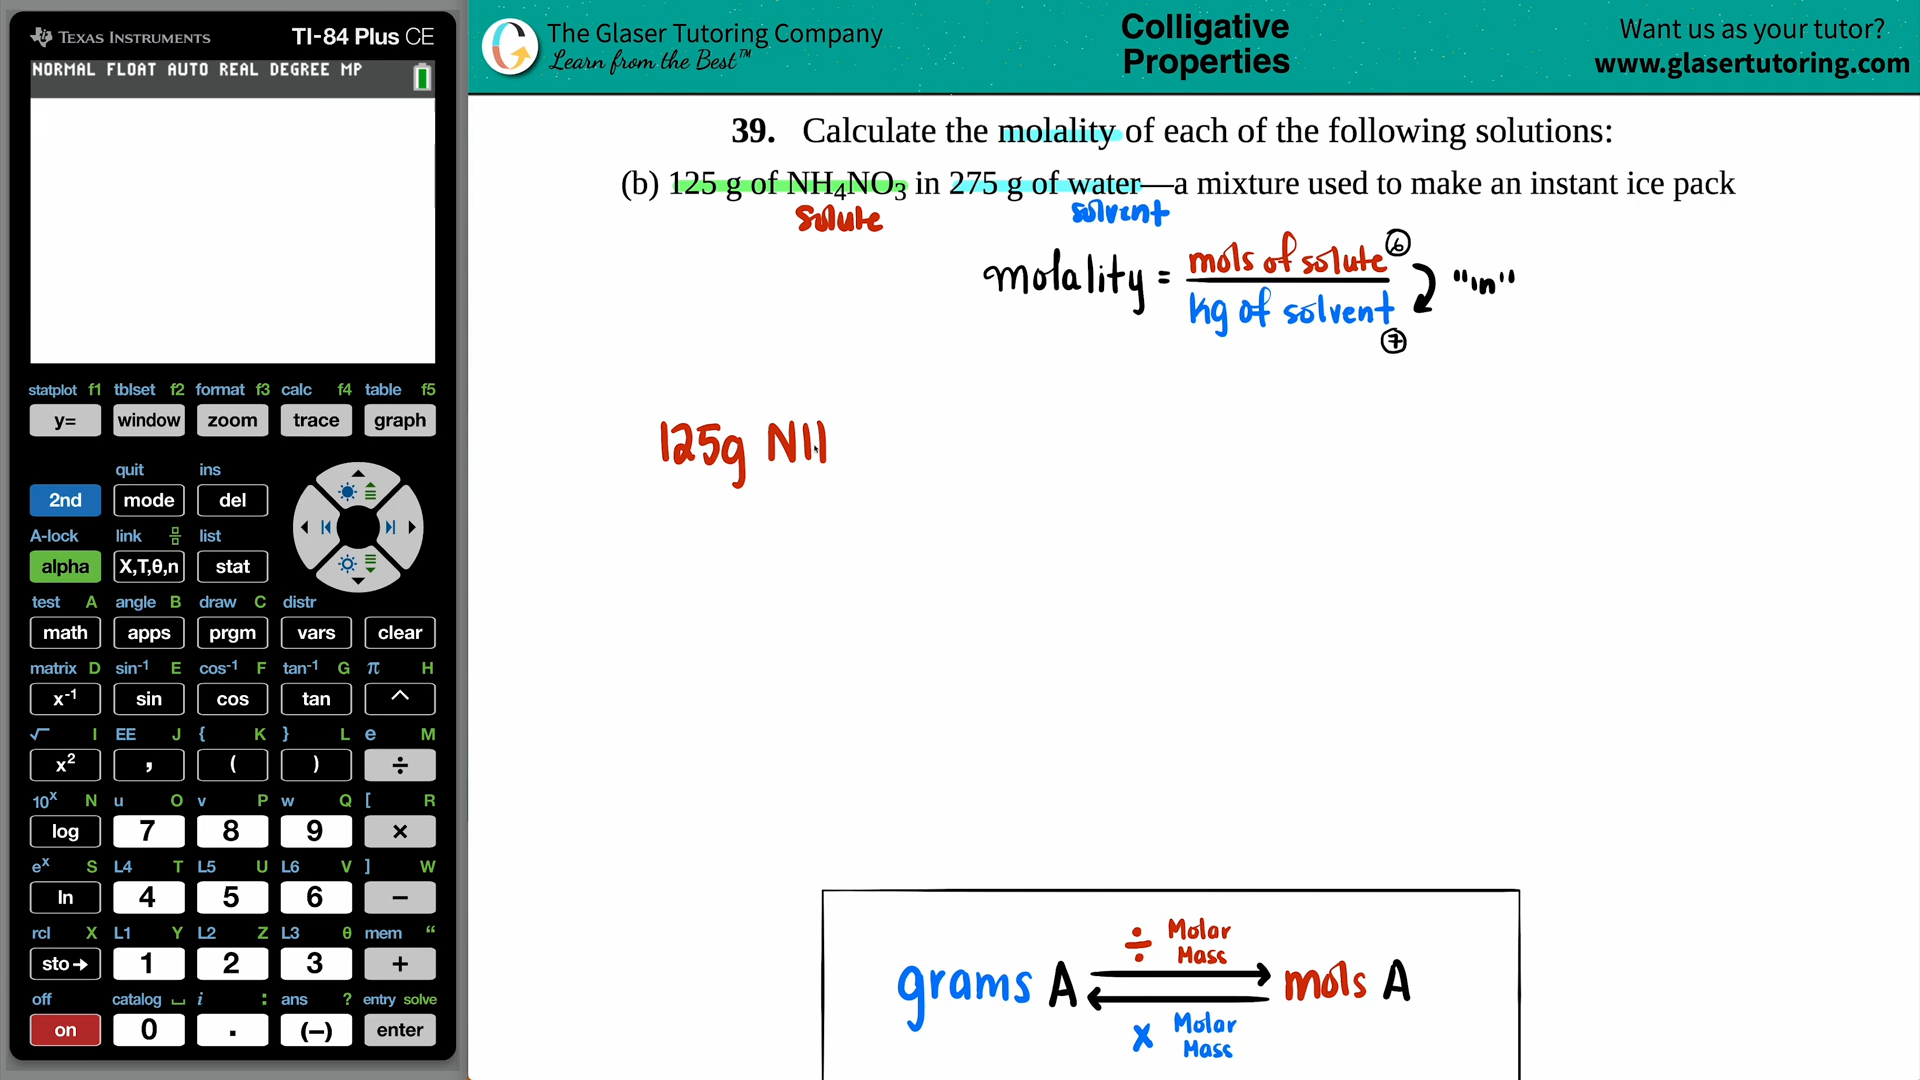 TEXAS INSTRUMENTS TI-84 Plus CE
NORMAL FLOAT AUTO REAL DEGREE MP
statplot f1 tblset f2 format f3 calc f4 table f5
y= window zoom trace graph
quit ins
2nd mode del
A-lock link list
alpha X,T,θ,n stat
test A angle B draw C distr
math apps prgm vars clear
matrix D sin⁻¹ E cos⁻¹ F tan⁻¹ G π H
x⁻¹ sin cos tan ^
√ I EE J { K } L e M
x² , ( ) ÷
10ˣ N u O v P w Q [ R
log 7 8 9 ×
eˣ S L4 T L5 U L6 V ] W
ln 4 5 6 −
rcl X L1 Y L2 Z L3 θ mem “
sto→ 1 2 3 +
off catalog ⎵ i : ans ? entry solve
on 0 . (−) enter
The Glaser Tutoring Company
Learn from the Best™
Colligative
Properties
Want us as your tutor?
www.glasertutoring.com
39. Calculate the molality of each of the following solutions:
(b) 125 g of NH₄NO₃ in 275 g of water—a mixture used to make an instant ice pack
solute solvent
molality = mols of solute ⑥
kg of solvent ⑦
"in"
125g NH
grams A ⇄ mols A
÷ Molar
Mass
x Molar
Mass